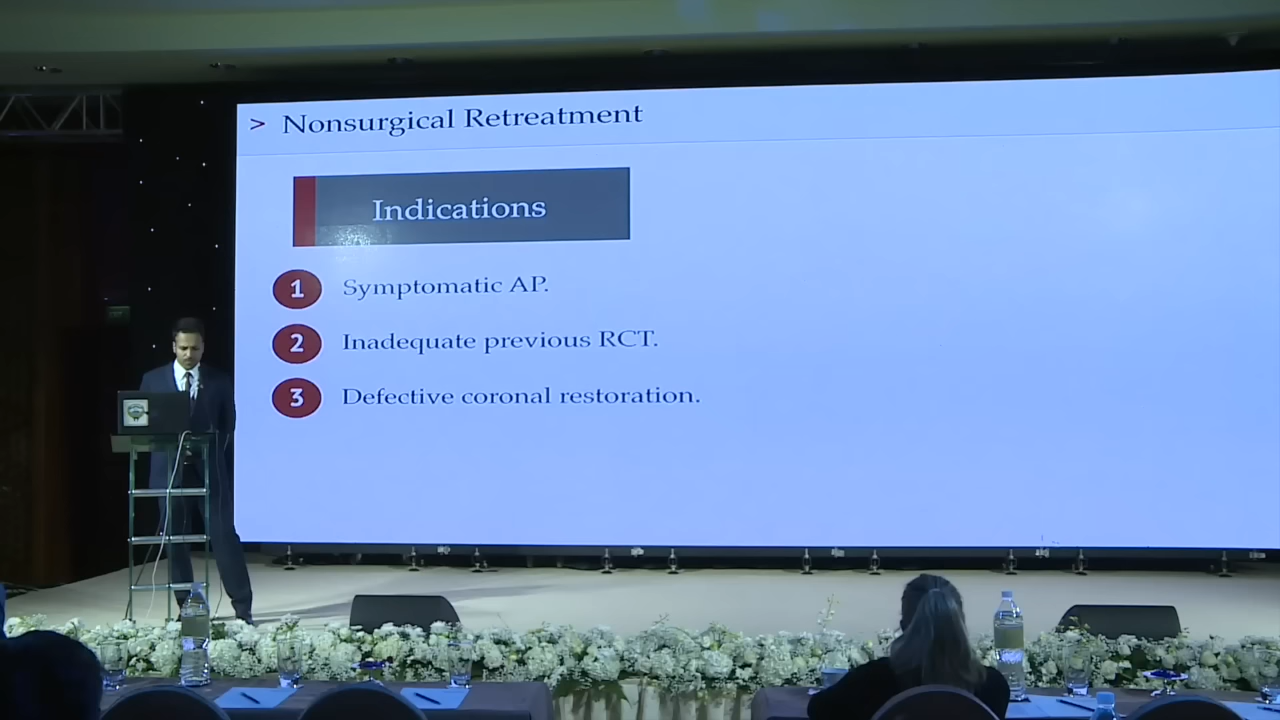 > Nonsurgical Retreatment
Indications
1 Symptomatic AP.
2 Inadequate previous RCT.
3 Defective coronal restoration.